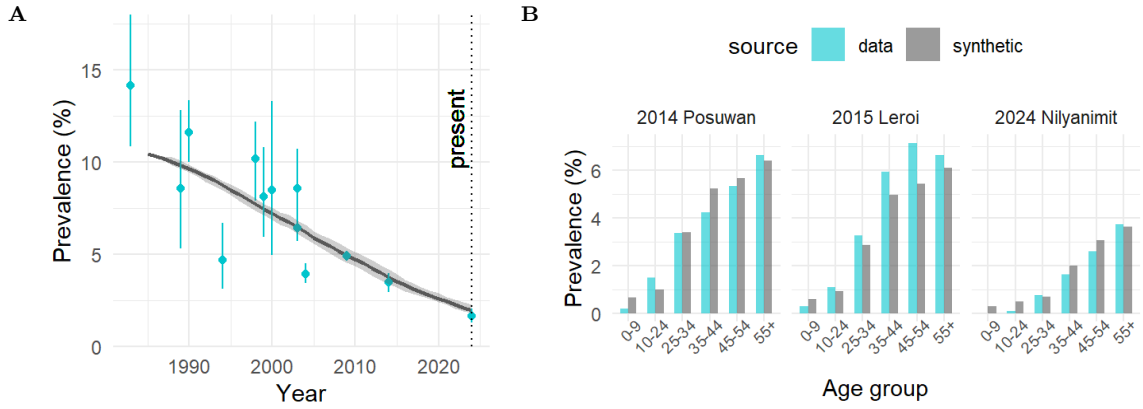 A
Prevalence (%)
15
10
5
0
present
1990 2000 2010 2020
Year
B
source data synthetic
2014 Posuwan 2015 Leroi 2024 Nilyanimit
Prevalence (%)
6
4
2
0
0-9 10-24 25-34 35-44 45-54 55+ 0-9 10-24 25-34 35-44 45-54 55+ 0-9 10-24 25-34 35-44 45-54 55+
Age group